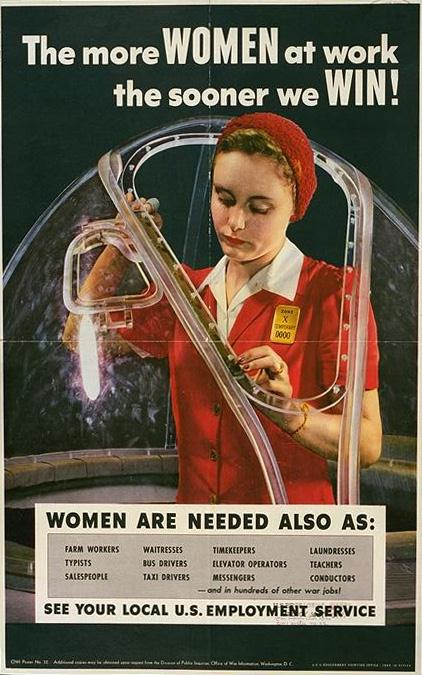 The more WOMEN at work
the sooner we WIN!
ZONE
X
TEMPORARY
0000
WOMEN ARE NEEDED ALSO AS:
FARM WORKERS WAITRESSES TIMEKEEPERS LAUNDRESSES
TYPISTS BUS DRIVERS ELEVATOR OPERATORS TEACHERS
SALESPEOPLE TAXI DRIVERS MESSENGERS CONDUCTORS
—and in hundreds of other war jobs!
SEE YOUR LOCAL U.S. EMPLOYMENT SERVICE
OWI Poster No. 52. Additional copies may be obtained upon request from the Division of Public Inquiries, Office of War Information, Washington, D. C.
U.S. GOVERNMENT PRINTING OFFICE : 1943